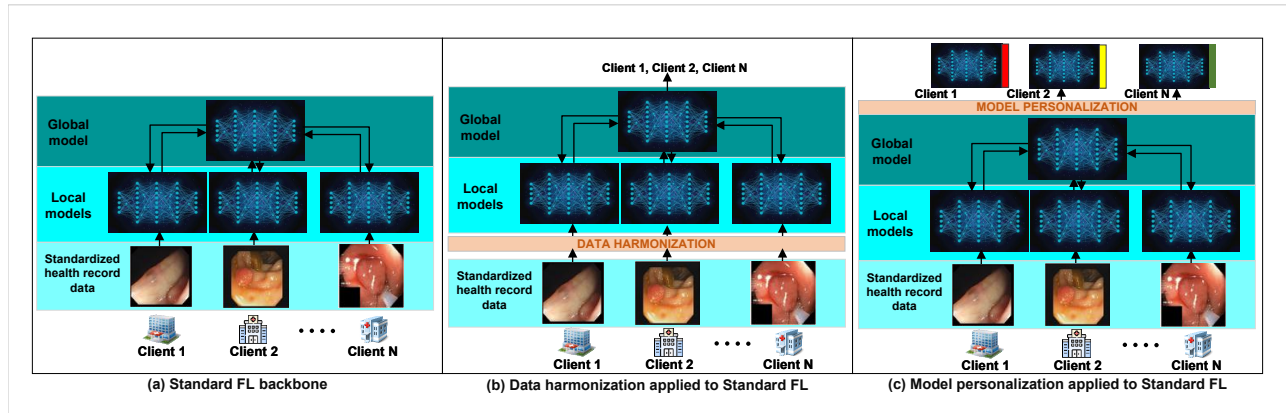 Global
model
Local
models
Standardized
health record
data
Client 1
Client 2
Client N
(a) Standard FL backbone
Client 1, Client 2, Client N
Global
model
Local
models
DATA HARMONIZATION
Standardized
health record
data
Client 1
Client 2
Client N
(b) Data harmonization applied to Standard FL
Client 1
Client 2
Client N
MODEL PERSONALIZATION
Global
model
Local
models
Standardized
health record
data
Client 1
Client 2
Client N
(c) Model personalization applied to Standard FL